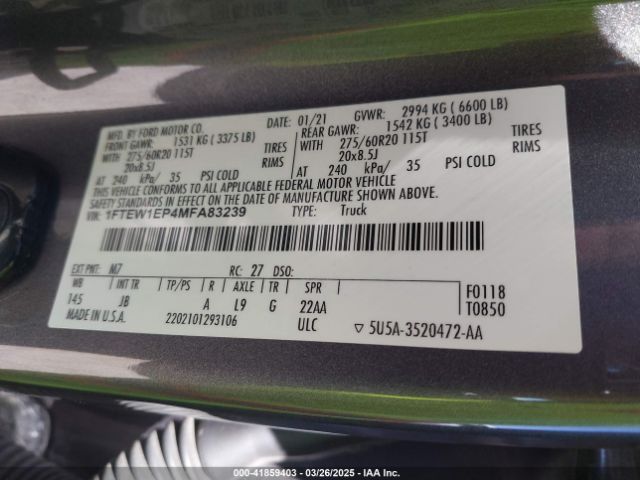 MFD. BY FORD MOTOR CO.
DATE: 01/21 GVWR: 2994 KG ( 6600 LB)
FRONT GAWR: 1531 KG ( 3375 LB)
REAR GAWR: 1542 KG ( 3400 LB)
WITH 275/60R20 115T TIRES
275/60R20 115T TIRES
20x8.5J RIMS
20x8.5J RIMS
AT 240 kPa/ 35 PSI COLD
AT 240 kPa/ 35 PSI COLD
THIS VEHICLE CONFORMS TO ALL APPLICABLE FEDERAL MOTOR VEHICLE
SAFETY STANDARDS IN EFFECT ON THE DATE OF MANUFACTURE SHOWN ABOVE.
VIN: 1FTEW1EP4MFA83239 TYPE: Truck
EXT PNT: M7 RC: 27 DSO:
WB INT TR TP/PS R AXLE TR SPR
145 JB A L9 G 22AA
F0118
T0850
MADE IN U.S.A. 2202101293106 ULC ▽ 5U5A-3520472-AA
000-41859403 — 03/26/2025 — IAA Inc.